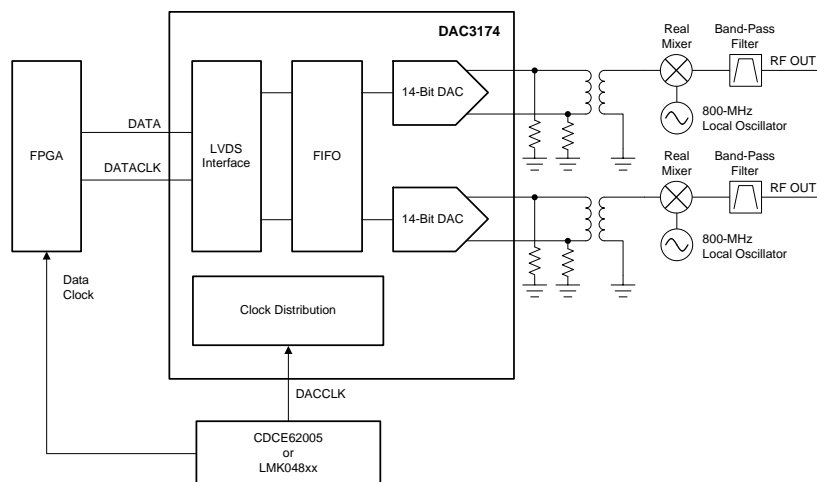 DAC3174
Real
Mixer
Band-Pass
Filter
RF OUT
14-Bit DAC
800-MHz
Local Oscillator
FPGA
DATA
DATACLK
LVDS
Interface
FIFO
Real
Mixer
Band-Pass
Filter
RF OUT
14-Bit DAC
800-MHz
Local Oscillator
Data
Clock
Clock Distribution
DACCLK
CDCE62005
or
LMK048xx